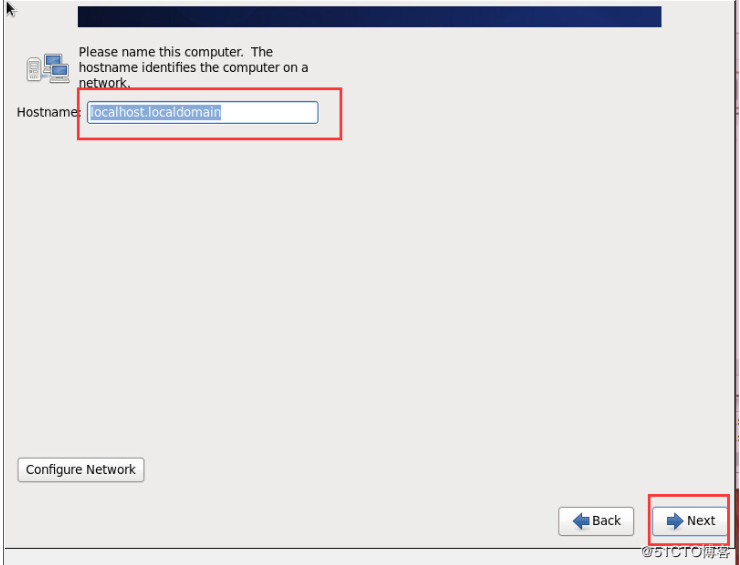 Please name this computer. The
hostname identifies the computer on a
network.
Hostname: localhost.localdomain
Configure Network
Back
Next
@51CTO博客